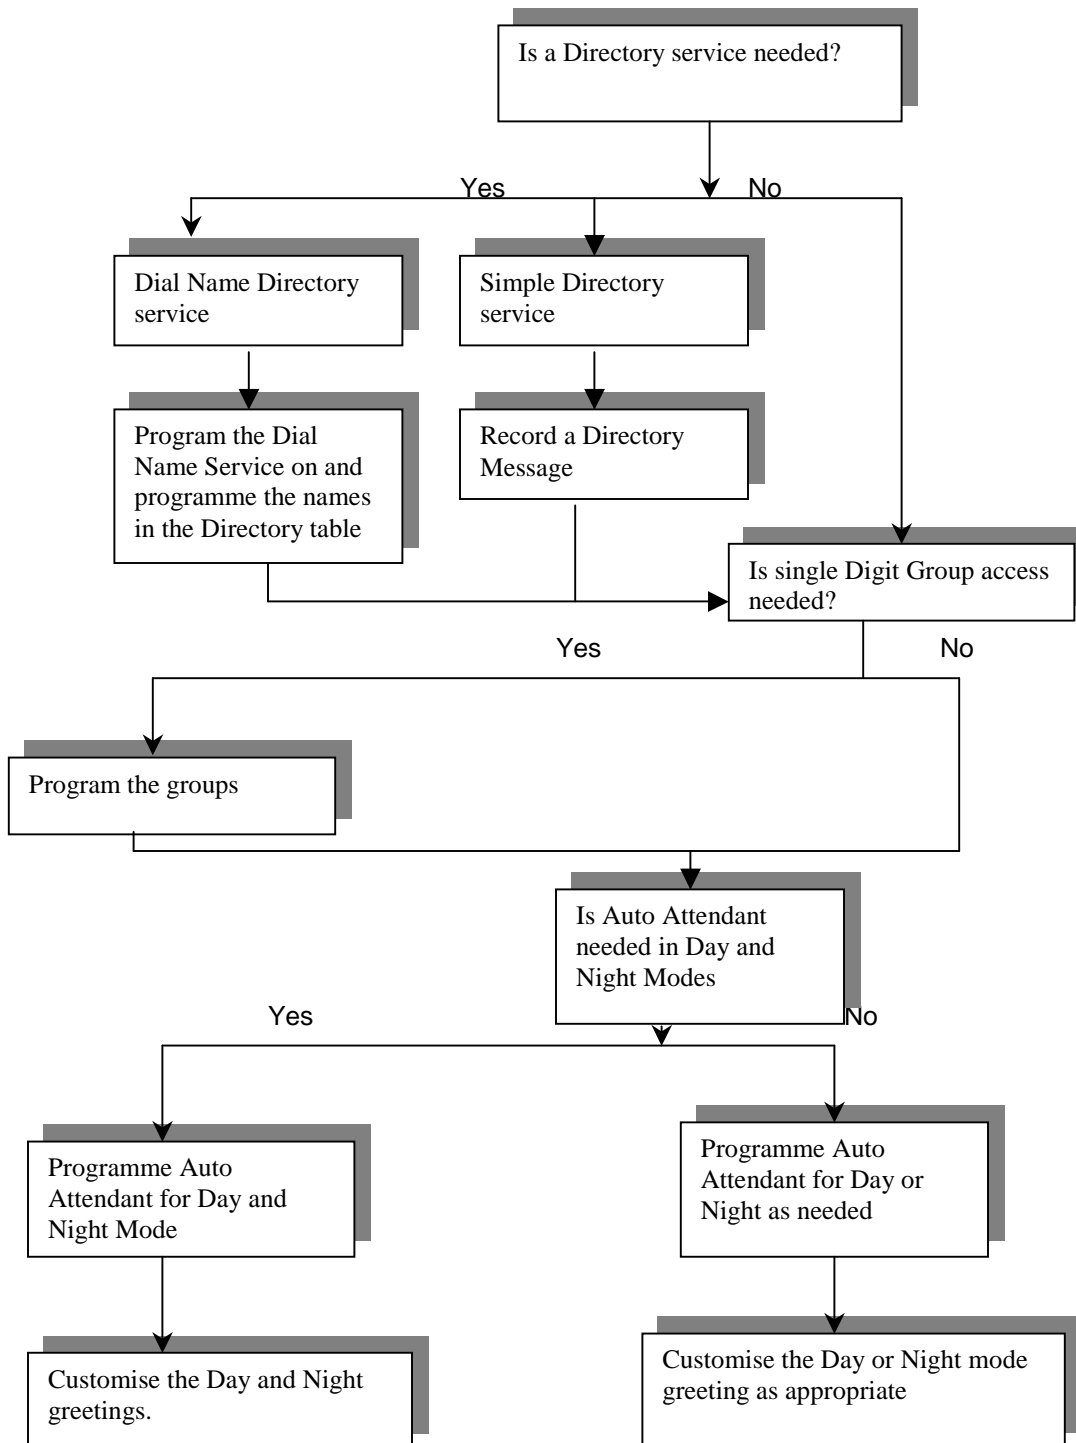 Is a Directory service needed?
Yes
No
Dial Name Directory
service
Simple Directory
service
Program the Dial
Name Service on and
programme the names
in the Directory table
Record a Directory
Message
Is single Digit Group access
needed?
Yes
No
Program the groups
Is Auto Attendant
needed in Day and
Night Modes
Yes
No
Programme Auto
Attendant for Day and
Night Mode
Programme Auto
Attendant for Day or
Night as needed
Customise the Day and Night
greetings.
Customise the Day or Night mode
greeting as appropriate